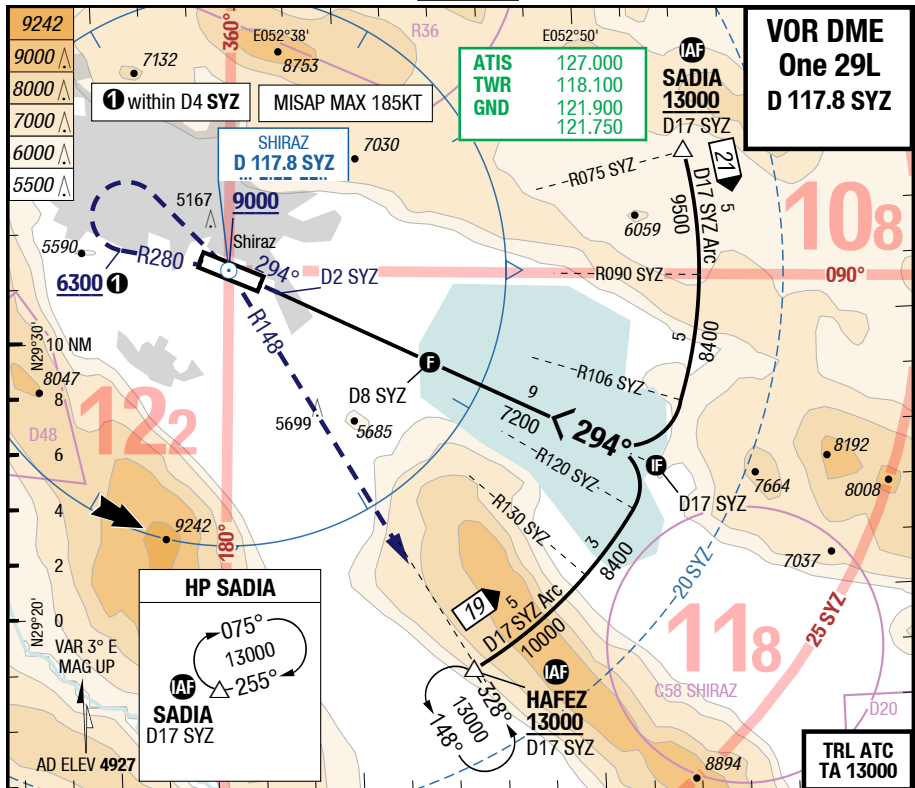 9242
9000
8000
7000
6000
5500
7132
360°
E052°38'
8753
R36
❶ within D4 SYZ
MISAP MAX 185KT
ATIS 127.000
TWR 118.100
GND 121.900
121.750
E052°50'
IAF
SADIA
13000
D17 SYZ
VOR DME
One 29L
D 117.8 SYZ
SHIRAZ
D 117.8 SYZ
7030
R075 SYZ
21
5
D17 SYZ Arc
9500
6059
10₈
5167
9000
Shiraz
5590
R280
6300 ❶
294°
D2 SYZ
R090 SYZ
090°
R148
N29°30'
10 NM
8
6
4
2
0
N29°20'
8047
D48
12₂
F
D8 SYZ
5
8400
R106 SYZ
9
7200
294°
5699
5685
IF
D17 SYZ
R120 SYZ
R130 SYZ
8192
7664
8008
7037
9242
180°
3
8400
20 SYZ
25 SYZ
HP SADIA
075°
13000
255°
IAF
SADIA
D17 SYZ
19
5
D17 SYZ Arc
10000
11₈
C58 SHIRAZ
D20
IAF
HAFEZ
13000
D17 SYZ
328°
13000
148°
VAR 3° E
MAG UP
AD ELEV 4927
8894
TRL ATC
TA 13000